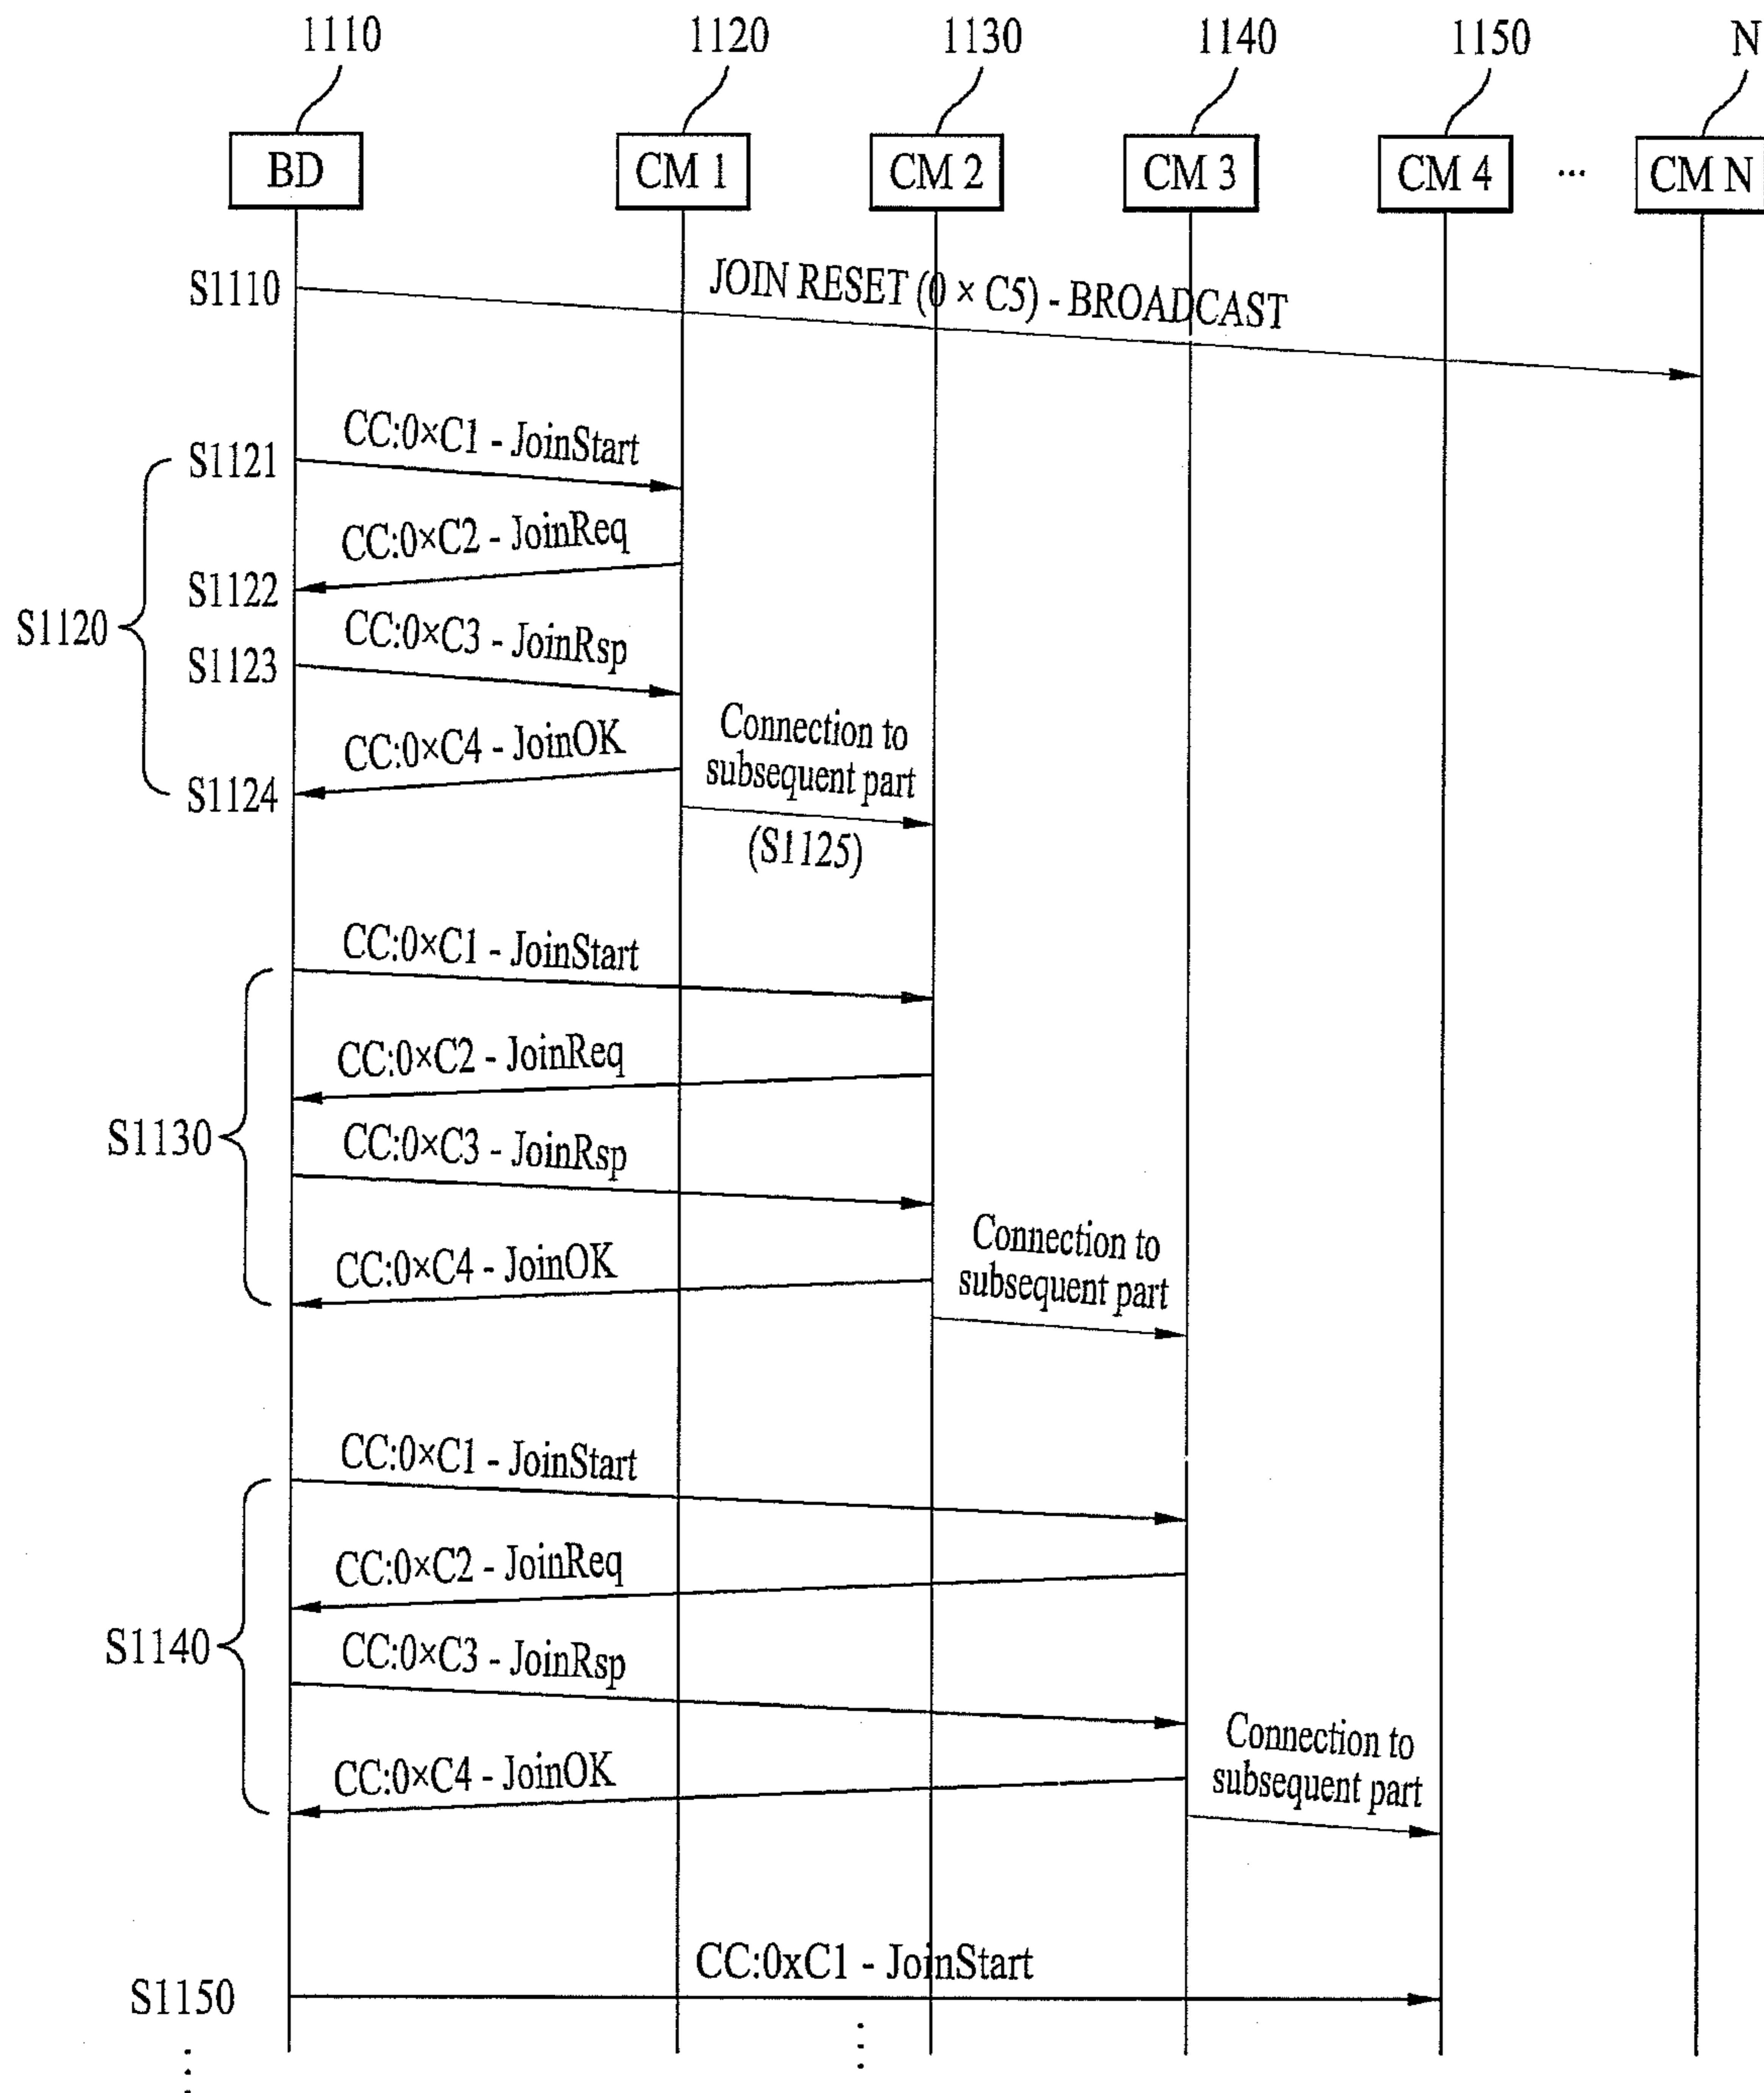 1110 1120 1130 1140 1150 N
BD CM 1 CM 2 CM 3 CM 4 ... CM N
S1110 JOIN RESET (0 × C5) - BROADCAST
CC:0×C1 - JoinStart
S1121
CC:0×C2 - JoinReq
S1122
S1120
CC:0×C3 - JoinRsp
S1123
CC:0×C4 - JoinOK
S1124
Connection to
subsequent part
(S1125)
CC:0×C1 - JoinStart
CC:0×C2 - JoinReq
S1130
CC:0×C3 - JoinRsp
CC:0×C4 - JoinOK
Connection to
subsequent part
CC:0×C1 - JoinStart
CC:0×C2 - JoinReq
S1140
CC:0×C3 - JoinRsp
CC:0×C4 - JoinOK
Connection to
subsequent part
CC:0xC1 - JoinStart
S1150